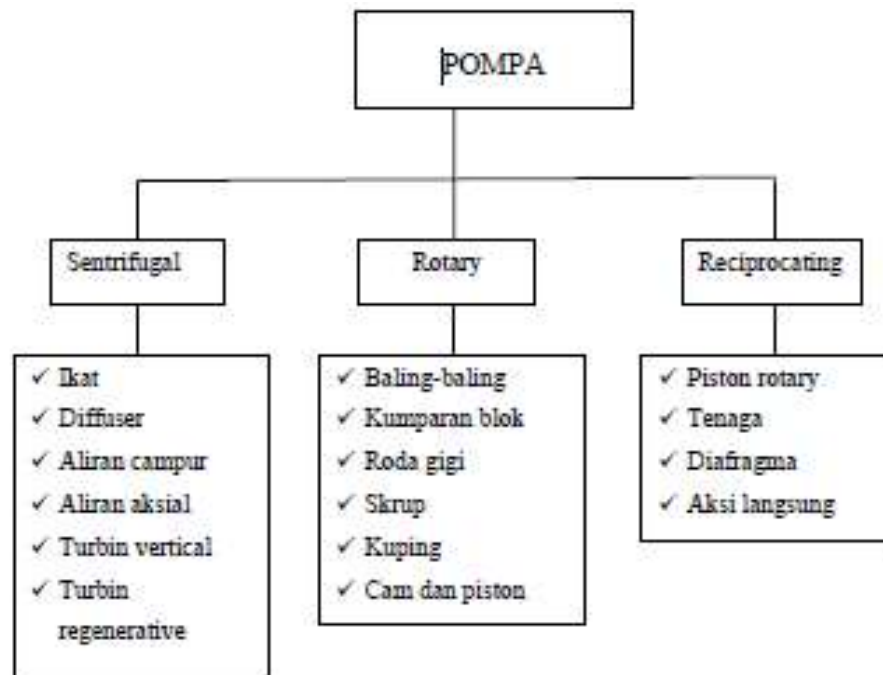 POMPA
Sentrifugal
Rotary
Reciprocating
✓ Ikat
✓ Diffuser
✓ Aliran campur
✓ Aliran aksial
✓ Turbin vertical
✓ Turbin
regenerative
✓ Baling-baling
✓ Kumparan blok
✓ Roda gigi
✓ Skrup
✓ Kuping
✓ Cam dan piston
✓ Piston rotary
✓ Tenaga
✓ Diafragma
✓ Aksi langsung